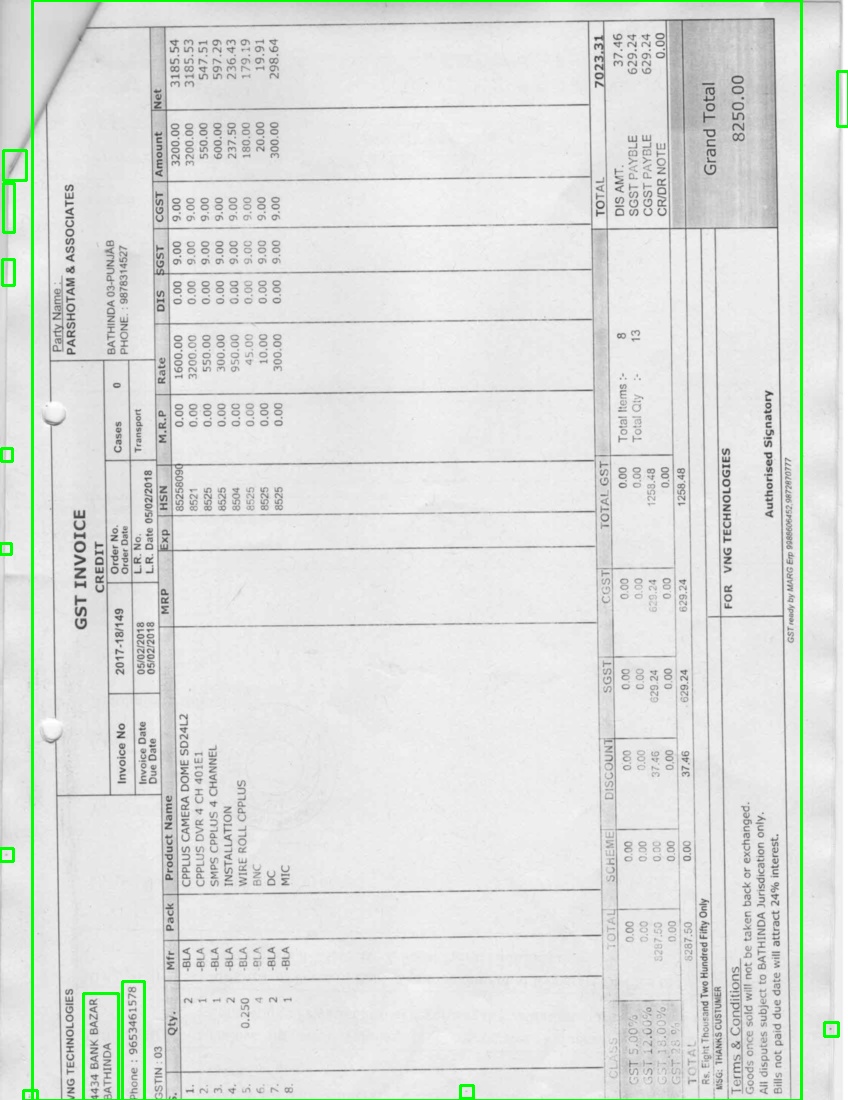 VNG TECHNOLOGIES
4434 BANK BAZAR
BATHINDA
Phone : 9653461578
GSTIN : 03
GST INVOICE
CREDIT
Invoice No 2017-18/149 Order No. Cases 0
Order Date
Invoice Date 05/02/2018 L.R. No. Transport
Due Date 05/02/2018 L.R. Date 05/02/2018
Party Name :
PARSHOTAM & ASSOCIATES
BATHINDA 03-PUNJAB
PHONE. : 9878314527
S. Qty. Mfr Pack Product Name MRP Exp HSN M.R.P Rate DIS SGST CGST Amount Net
1. 2 -BLA CPPLUS CAMERA DOME SD24L2 85258090 0.00 1600.00 0.00 9.00 9.00 3200.00 3185.54
2. 1 -BLA CPPLUS DVR 4 CH 401E1 8521 0.00 3200.00 0.00 9.00 9.00 3200.00 3185.53
3. 1 -BLA SMPS CPPLUS 4 CHANNEL 8525 0.00 550.00 0.00 9.00 9.00 550.00 547.51
4. 2 -BLA INSTALLATION 8525 0.00 300.00 0.00 9.00 9.00 600.00 597.29
5. 0.250 -BLA WIRE ROLL CPPLUS 8504 0.00 950.00 0.00 9.00 9.00 237.50 236.43
6. 4 -BLA BNC 8525 0.00 45.00 0.00 9.00 9.00 180.00 179.19
7. 2 -BLA DC 8525 0.00 10.00 0.00 9.00 9.00 20.00 19.91
8. 1 -BLA MIC 8525 0.00 300.00 0.00 9.00 9.00 300.00 298.64
CLASS TOTAL SCHEME DISCOUNT SGST CGST TOTAL GST TOTAL 7023.31
GST 5.00% 0.00 0.00 0.00 0.00 0.00 0.00 Total Items :- 8 DIS AMT. 37.46
GST 12.00% 0.00 0.00 0.00 0.00 0.00 0.00 Total Qty :- 13 SGST PAYBLE 629.24
GST 18.00% 8287.50 0.00 37.46 629.24 629.24 1258.48 CGST PAYBLE 629.24
GST 28.0% 0.00 0.00 0.00 0.00 0.00 0.00 CR/DR NOTE 0.00
TOTAL 8287.50 0.00 37.46 629.24 629.24 1258.48
Rs. Eight Thousand Two Hundred Fifty Only
MSG: THANKS CUSTUMER
Grand Total
8250.00
Terms & Conditions
Goods once sold will not be taken back or exchanged.
All disputes subject to BATHINDA Jurisdication only.
Bills not paid due date will attract 24% interest.
FOR VNG TECHNOLOGIES
Authorised Signatory
GST ready by MARG Erp 9988606452,9872870777